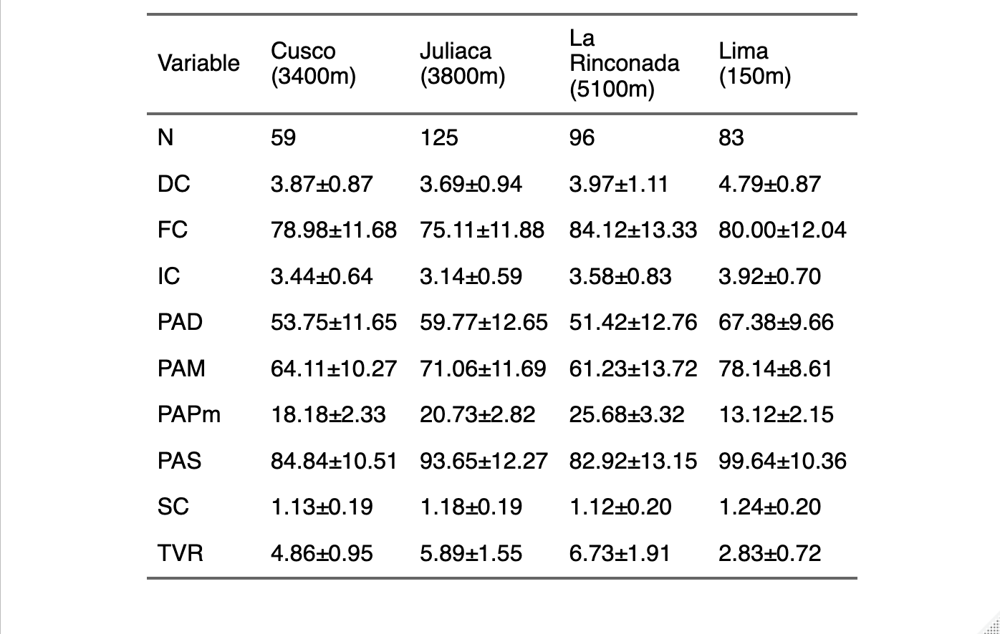 Variable Cusco (3400m) Juliaca (3800m) La Rinconada (5100m) Lima (150m)
N 59 125 96 83
DC 3.87±0.87 3.69±0.94 3.97±1.11 4.79±0.87
FC 78.98±11.68 75.11±11.88 84.12±13.33 80.00±12.04
IC 3.44±0.64 3.14±0.59 3.58±0.83 3.92±0.70
PAD 53.75±11.65 59.77±12.65 51.42±12.76 67.38±9.66
PAM 64.11±10.27 71.06±11.69 61.23±13.72 78.14±8.61
PAPm 18.18±2.33 20.73±2.82 25.68±3.32 13.12±2.15
PAS 84.84±10.51 93.65±12.27 82.92±13.15 99.64±10.36
SC 1.13±0.19 1.18±0.19 1.12±0.20 1.24±0.20
TVR 4.86±0.95 5.89±1.55 6.73±1.91 2.83±0.72